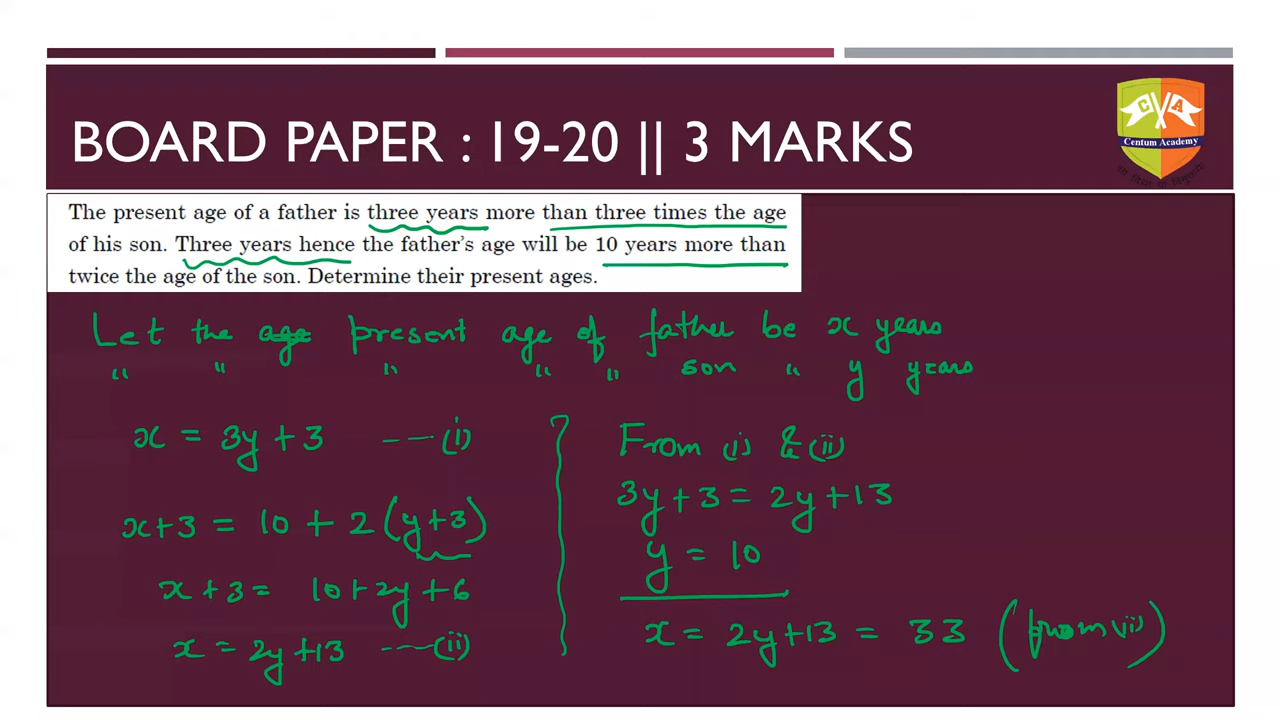 BOARD PAPER : 19-20 || 3 MARKS
C A
Centum Academy
The present age of a father is three years more than three times the age
of his son. Three years hence the father's age will be 10 years more than
twice the age of the son. Determine their present ages.
Let the age present age of father be x years
" " " " " son " y years
x = 3y + 3 ---- (i)
x+3 = 10 + 2 (y+3)
x + 3 = 10 + 2y + 6
x = 2y + 13 ---- (ii)
From (i) & (ii)
3y + 3 = 2y + 13
y = 10
x = 2y + 13 = 33 (from (ii))